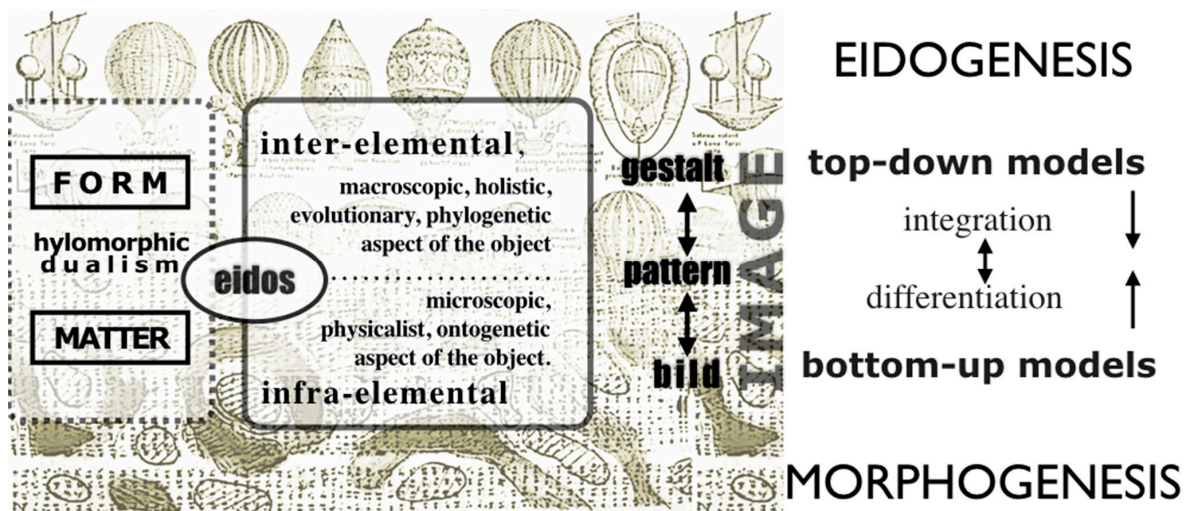 EIDOGENESIS
FORM
hylomorphic
dualism
MATTER
eidos
inter-elemental,
macroscopic, holistic,
evolutionary, phylogenetic
aspect of the object
microscopic,
physicalist, ontogenetic
aspect of the object.
infra-elemental
gestalt
pattern
bild
IMAGE
top-down models
integration
differentiation
bottom-up models
MORPHOGENESIS